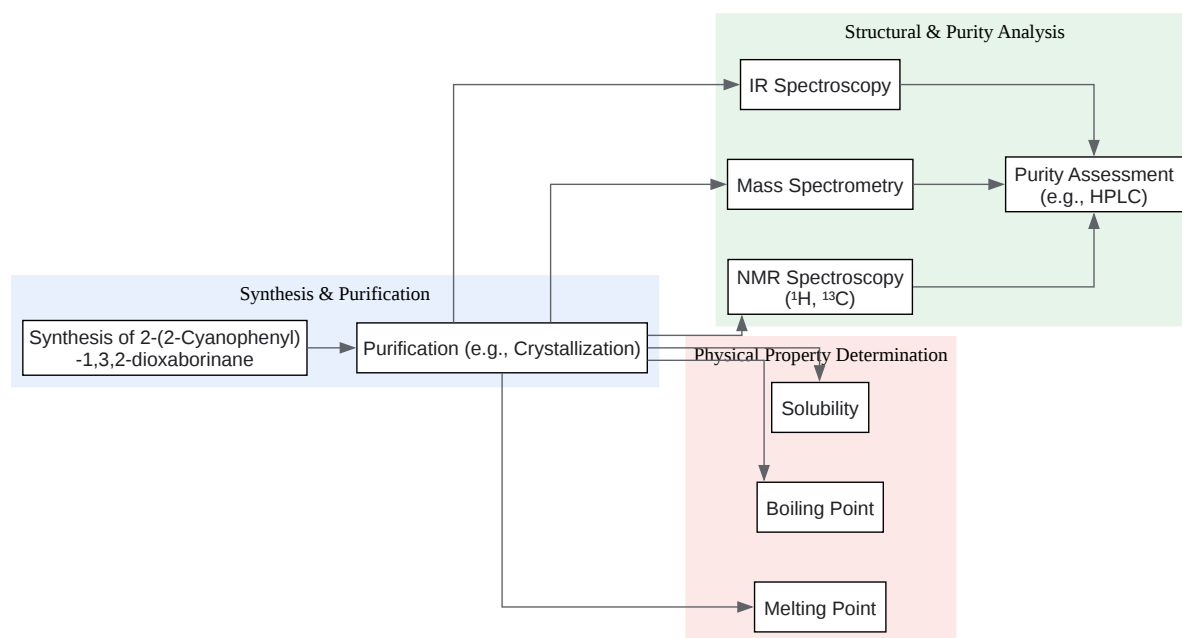 Structural & Purity Analysis
IR Spectroscopy
Mass Spectrometry
Purity Assessment
(e.g., HPLC)
NMR Spectroscopy
(¹H, ¹³C)
Synthesis & Purification
Synthesis of 2-(2-Cyanophenyl)
-1,3,2-dioxaborinane
Purification (e.g., Crystallization)
Physical Property Determination
Solubility
Boiling Point
Melting Point